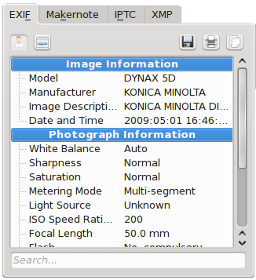 EXIF Makernote IPTC XMP
Image Information
Model DYNAX 5D
Manufacturer KONICA MINOLTA
Image Descripti... KONICA MINOLTA DI...
Date and Time 2009:05:01 16:46:...
Photograph Information
White Balance Auto
Sharpness Normal
Saturation Normal
Metering Mode Multi-segment
Light Source Unknown
ISO Speed Rati... 200
Focal Length 50.0 mm
Flash No, compulsory
Search...